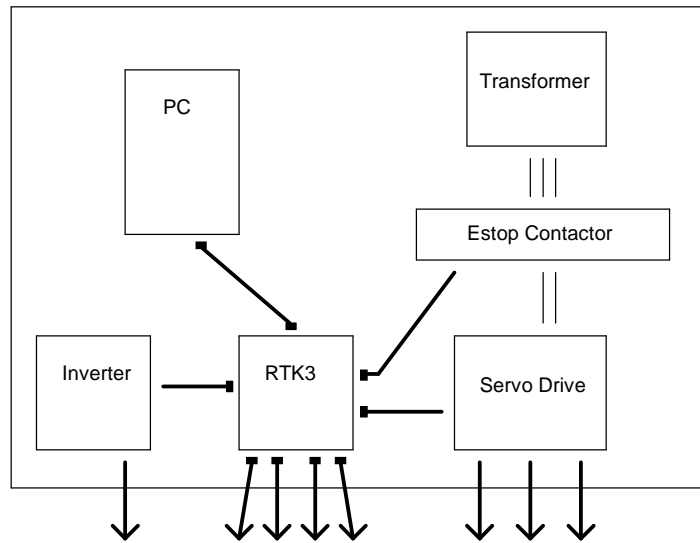 Transformer
PC
Estop Contactor
Inverter
RTK3
Servo Drive